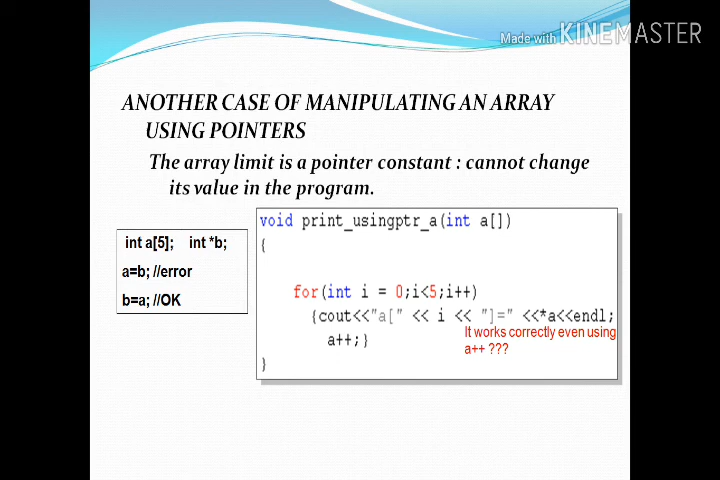 Made with KINEMASTER
ANOTHER CASE OF MANIPULATING AN ARRAY
USING POINTERS
The array limit is a pointer constant : cannot change
its value in the program.
int a[5];    int *b;
a=b; //error
b=a; //OK
void print_usingptr_a(int a[])
{
for(int i = 0;i<5;i++)
{cout<<"a[" << i << "]=" <<*a<<endl;
It works correctly even using
a++;}
a++ ???
}